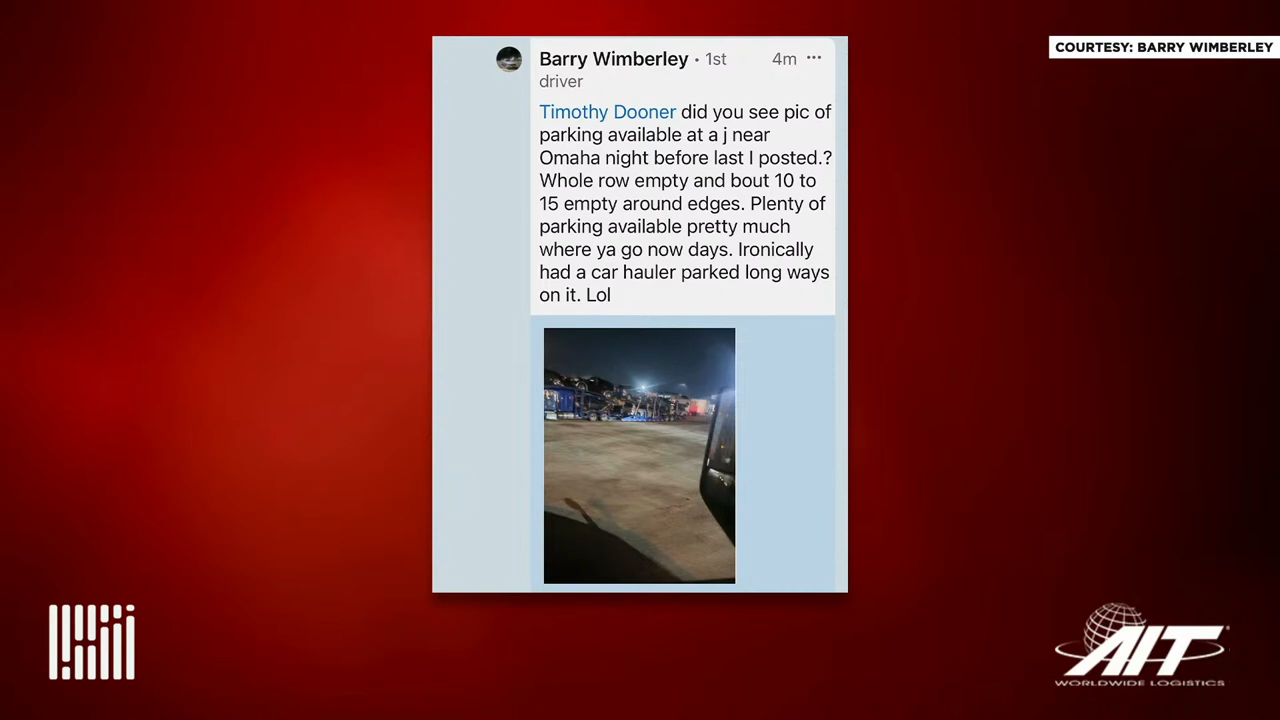 COURTESY: BARRY WIMBERLEY
Barry Wimberley • 1st 4m ···
driver
Timothy Dooner did you see pic of
parking available at a j near
Omaha night before last I posted.?
Whole row empty and bout 10 to
15 empty around edges. Plenty of
parking available pretty much
where ya go now days. Ironically
had a car hauler parked long ways
on it. Lol
AIT
WORLDWIDE LOGISTICS